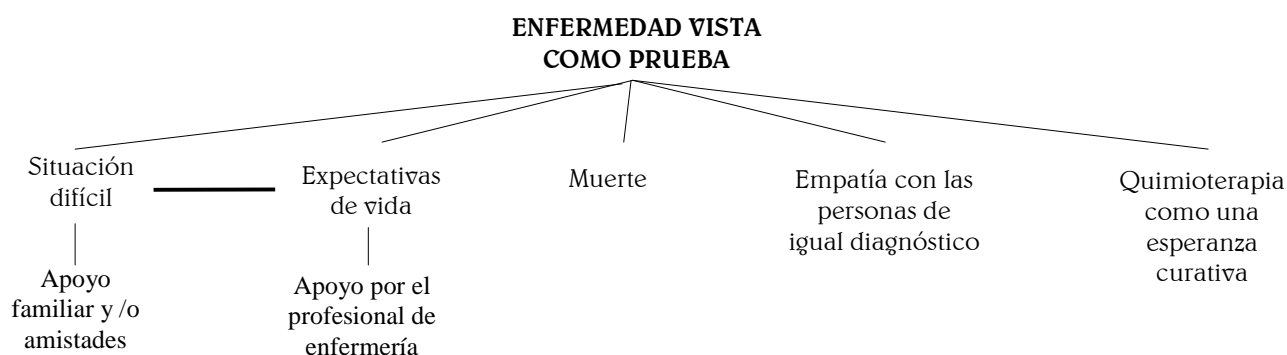 ENFERMEDAD VISTA
COMO PRUEBA
Situación
difícil
Expectativas
de vida
Muerte
Empatía con las
personas de
igual diagnóstico
Quimioterapia
como una
esperanza
curativa
Apoyo
familiar y /o
amistades
Apoyo por el
profesional de
enfermería